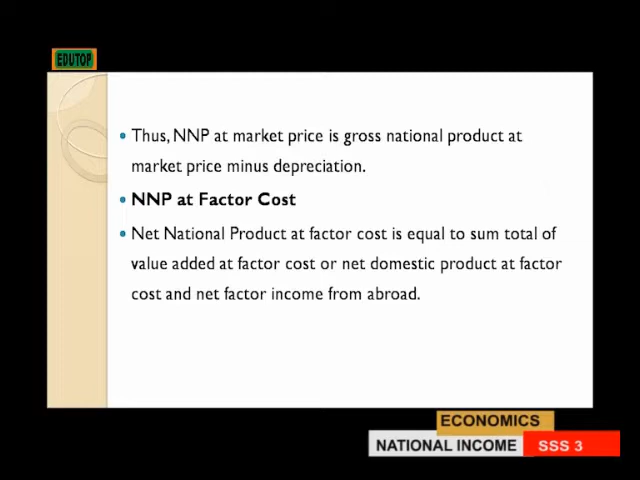 EDUTOP
Thus, NNP at market price is gross national product at
market price minus depreciation.
NNP at Factor Cost
Net National Product at factor cost is equal to sum total of
value added at factor cost or net domestic product at factor
cost and net factor income from abroad.
ECONOMICS
NATIONAL INCOME SSS 3